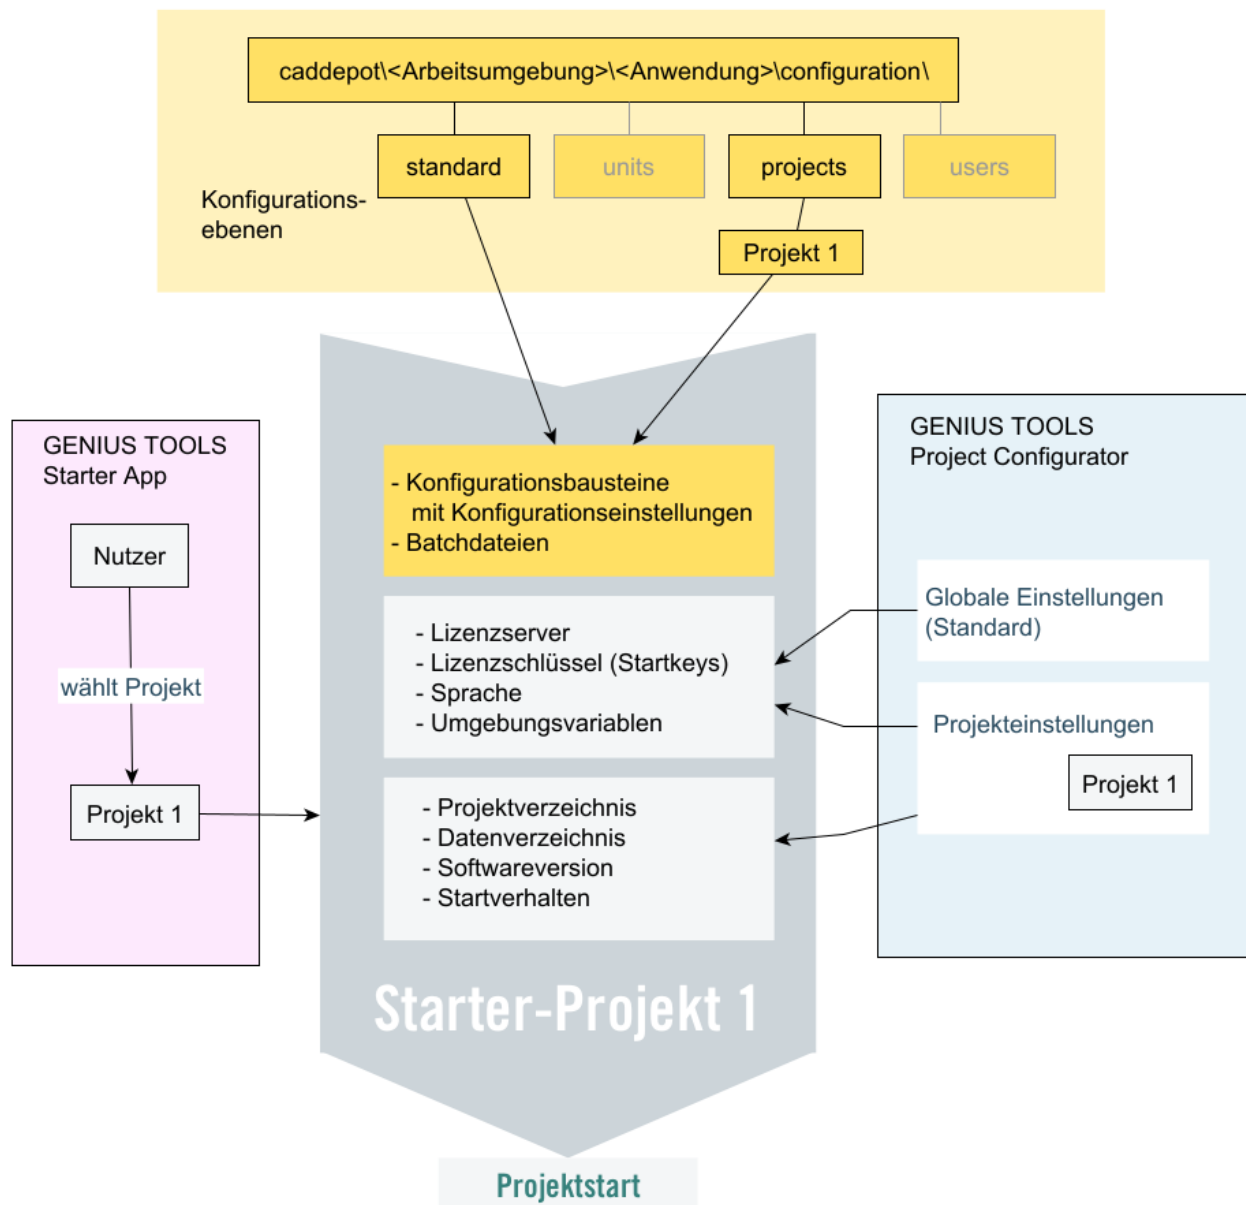 caddepot\<Arbeitsumgebung>\<Anwendung>\configuration\
standard
units
projects
users
Konfigurations-
ebenen
Projekt 1
GENIUS TOOLS
Starter App
Nutzer
wählt Projekt
Projekt 1
- Konfigurationsbausteine
mit Konfigurationseinstellungen
- Batchdateien
- Lizenzserver
- Lizenzschlüssel (Startkeys)
- Sprache
- Umgebungsvariablen
- Projektverzeichnis
- Datenverzeichnis
- Softwareversion
- Startverhalten
GENIUS TOOLS
Project Configurator
Globale Einstellungen
(Standard)
Projekteinstellungen
Projekt 1
Starter-Projekt 1
Projektstart